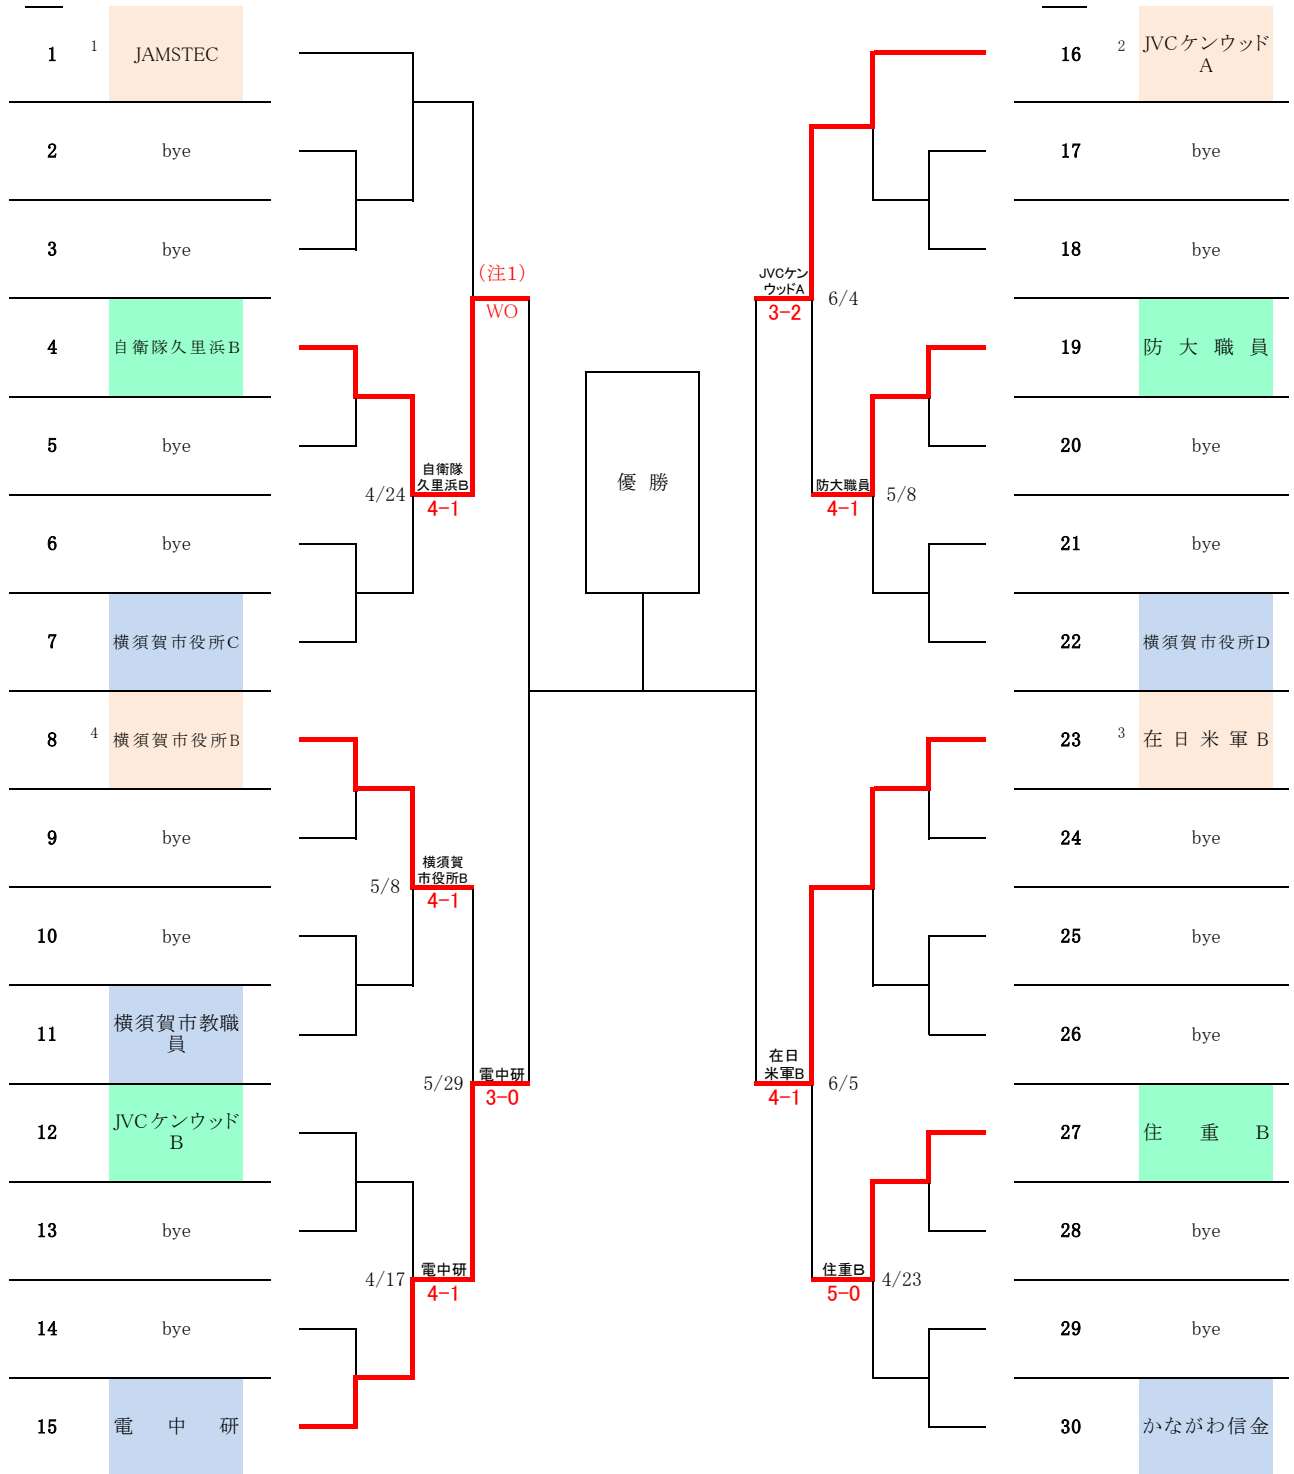 1 1 JAMSTEC
2 bye
3 bye
4 自衛隊久里浜B
5 bye
6 bye
7 横須賀市役所C
8 4 横須賀市役所B
9 bye
10 bye
11 横須賀市教職
員
12 JVCケンウッド
B
13 bye
14 bye
15 電中研
(注1)
WO
4/24
自衛隊
久里浜B
4-1
5/8
横須賀
市役所B
4-1
5/29
電中研
3-0
4/17
電中研
4-1
優勝
JVCケン
ウッドA
3-2
6/4
防大職員
4-1
5/8
在日
米軍B
4-1
6/5
住重B
5-0
4/23
16 2 JVCケンウッド
A
17 bye
18 bye
19 防大職員
20 bye
21 bye
22 横須賀市役所D
23 3 在日米軍B
24 bye
25 bye
26 bye
27 住重B
28 bye
29 bye
30 かながわ信金